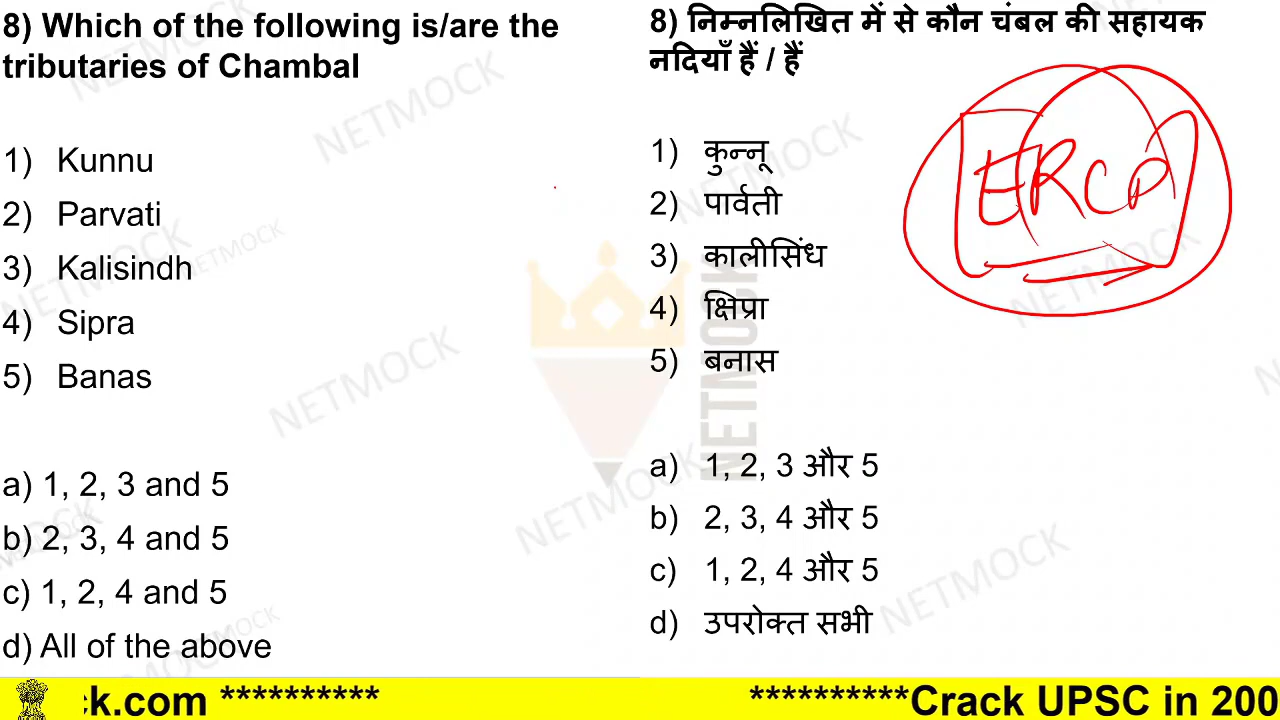 8) Which of the following is/are the
tributaries of Chambal
1) Kunnu
2) Parvati
3) Kalisindh
4) Sipra
5) Banas
a) 1, 2, 3 and 5
b) 2, 3, 4 and 5
c) 1, 2, 4 and 5
d) All of the above
8) निम्नलिखित में से कौन चंबल की सहायक
नदियाँ हैं / हैं
1) कुन्नू
2) पार्वती
3) कालीसिंध
4) क्षिप्रा
5) बनास
a) 1, 2, 3 और 5
b) 2, 3, 4 और 5
c) 1, 2, 4 और 5
d) उपरोक्त सभी
ERCP
NETMOCK
ck.com ********** **********Crack UPSC in 200